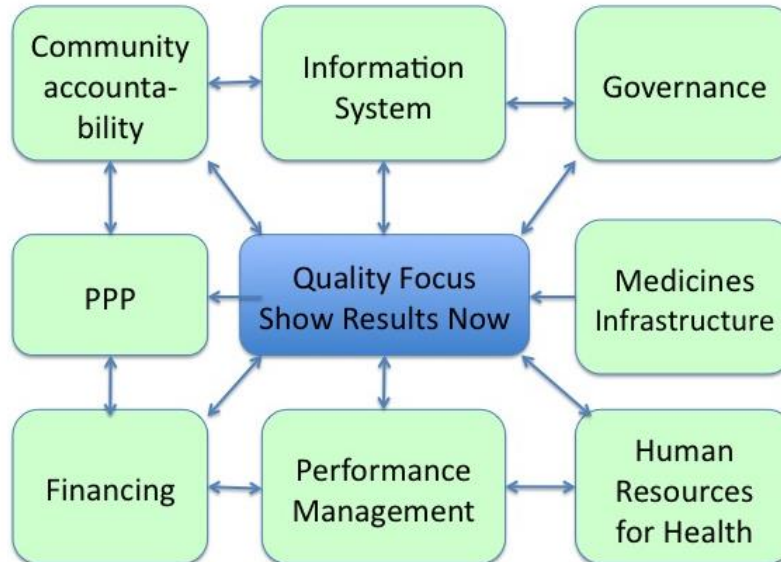 Community
accounta-
bility
Information
System
Governance
PPP
Quality Focus
Show Results Now
Medicines
Infrastructure
Financing
Performance
Management
Human
Resources
for Health